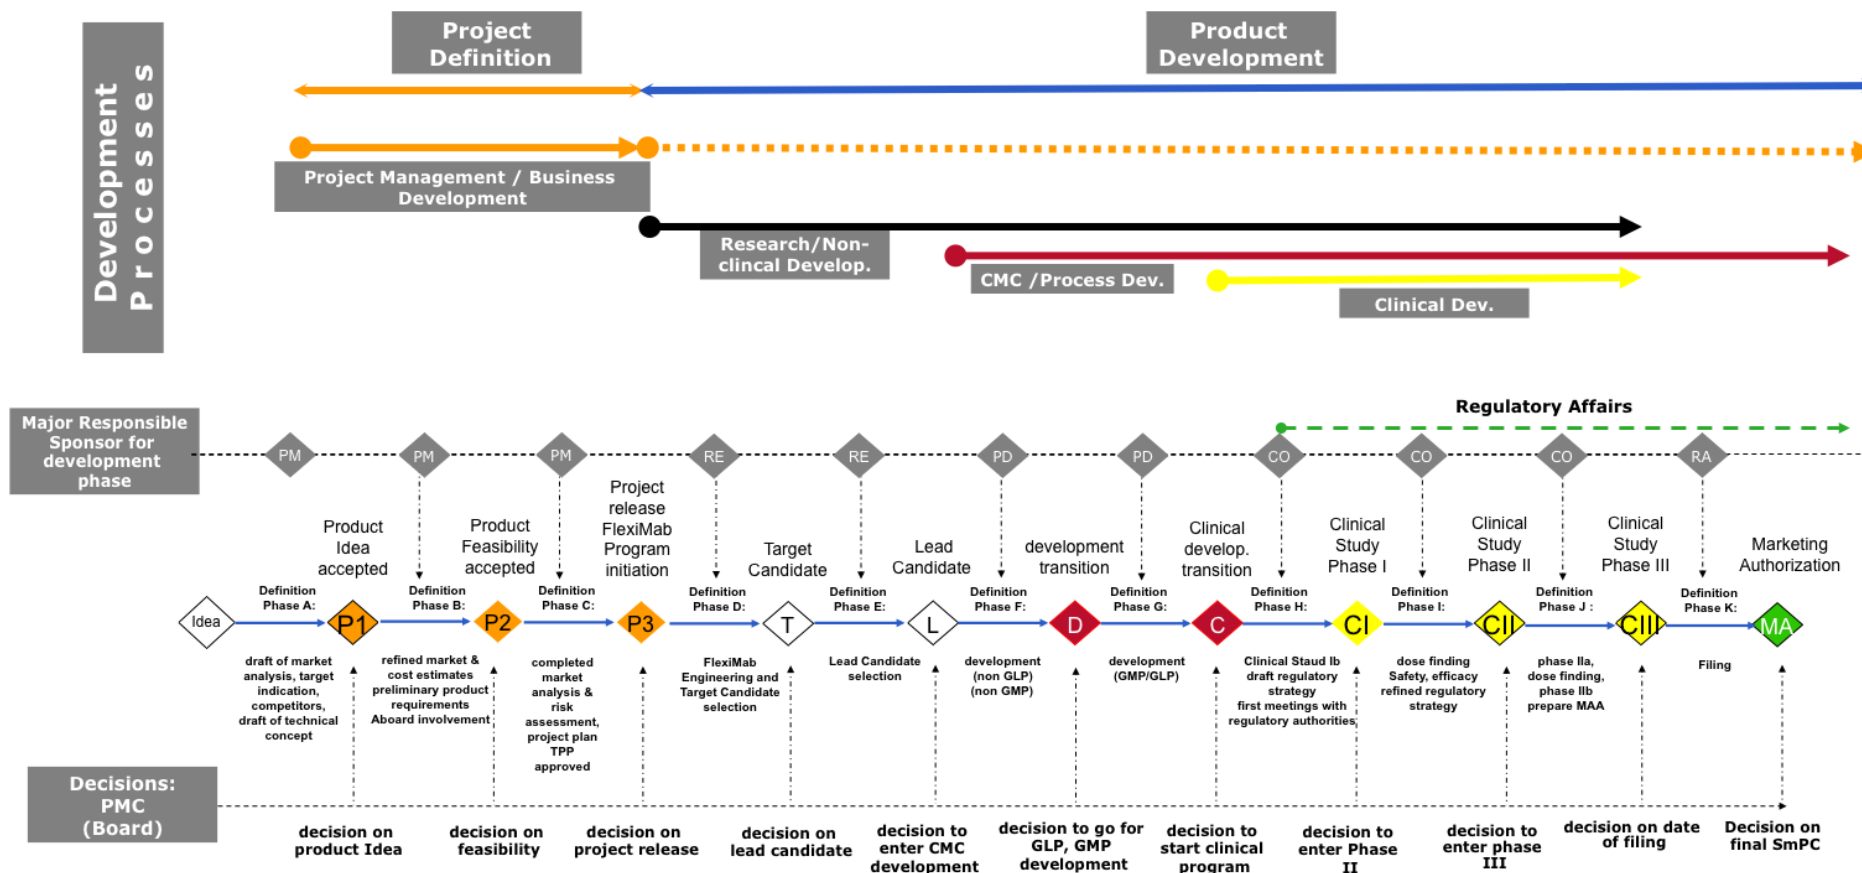 Development
Processes
Project
Definition
Product
Development
Project Management / Business
Development
Research/Non-
clincal Develop.
CMC /Process Dev.
Clinical Dev.
Major Responsible
Sponsor for
development
phase
Regulatory Affairs
PM
PM
PM
RE
RE
PD
PD
CO
CO
CO
RA
Product
Idea
accepted
Product
Feasibility
accepted
Project
release
FlexiMab
Program
initiation
Target
Candidate
Lead
Candidate
development
transition
Clinical
develop.
transition
Clinical
Study
Phase I
Clinical
Study
Phase II
Clinical
Study
Phase III
Marketing
Authorization
Definition
Phase A:
Definition
Phase B:
Definition
Phase C:
Definition
Phase D:
Definition
Phase E:
Definition
Phase F:
Definition
Phase G:
Definition
Phase H:
Definition
Phase I:
Definition
Phase J :
Definition
Phase K:
Idea
P1
P2
P3
T
L
D
C
CI
CII
CIII
MA
draft of market
analysis, target
indication,
competitors,
draft of technical
concept
refined market &
cost estimates
preliminary product
requirements
Aboard involvement
completed
market
analysis &
risk
assessment,
project plan
TPP
approved
FlexiMab
Engineering and
Target Candidate
selection
Lead Candidate
selection
development
(non GLP)
(non GMP)
development
(GMP/GLP)
Clinical Staud Ib
draft regulatory
strategy
first meetings with
regulatory authorities
dose finding
Safety, efficacy
refined regulatory
strategy
phase IIa,
dose finding,
phase IIb
prepare MAA
Filing
Decisions:
PMC
(Board)
decision on
product Idea
decision on
feasibility
decision on
project release
decision on
lead candidate
decision to
enter CMC
development
decision to go for
GLP, GMP
development
decision to
start clinical
program
decision to
enter Phase
II
decision to
enter phase
III
decision on date
of filing
Decision on
final SmPC